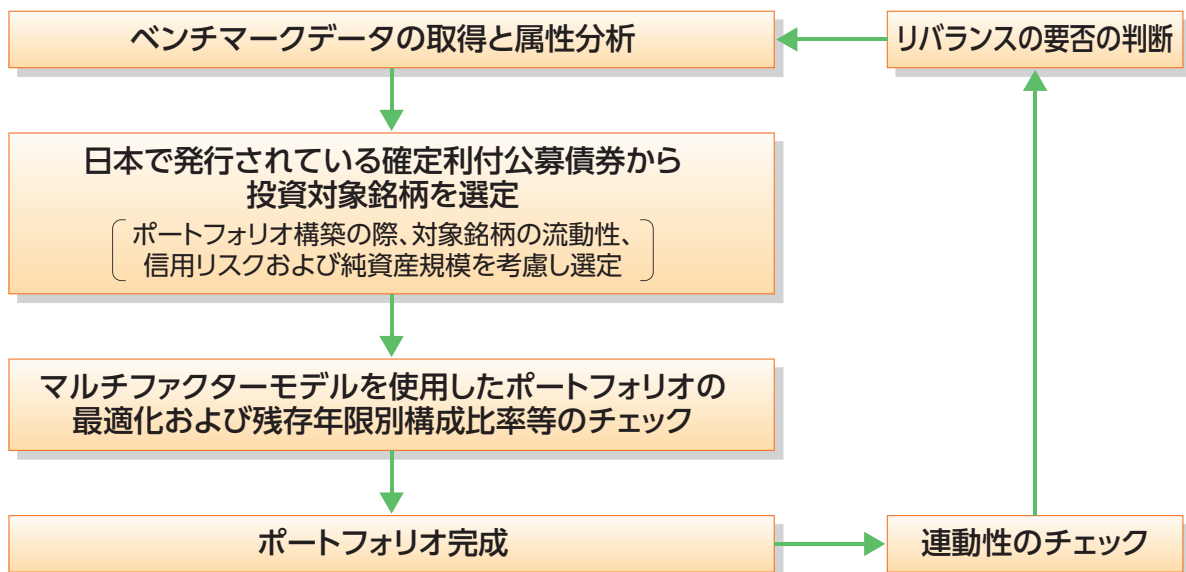 ベンチマークデータの取得と属性分析
リバランスの要否の判断
日本で発行されている確定利付公募債券から
投資対象銘柄を選定
ポートフォリオ構築の際、対象銘柄の流動性、
信用リスクおよび純資産規模を考慮し選定
マルチファクターモデルを使用したポートフォリオの
最適化および残存年限別構成比率等のチェック
ポートフォリオ完成
連動性のチェック